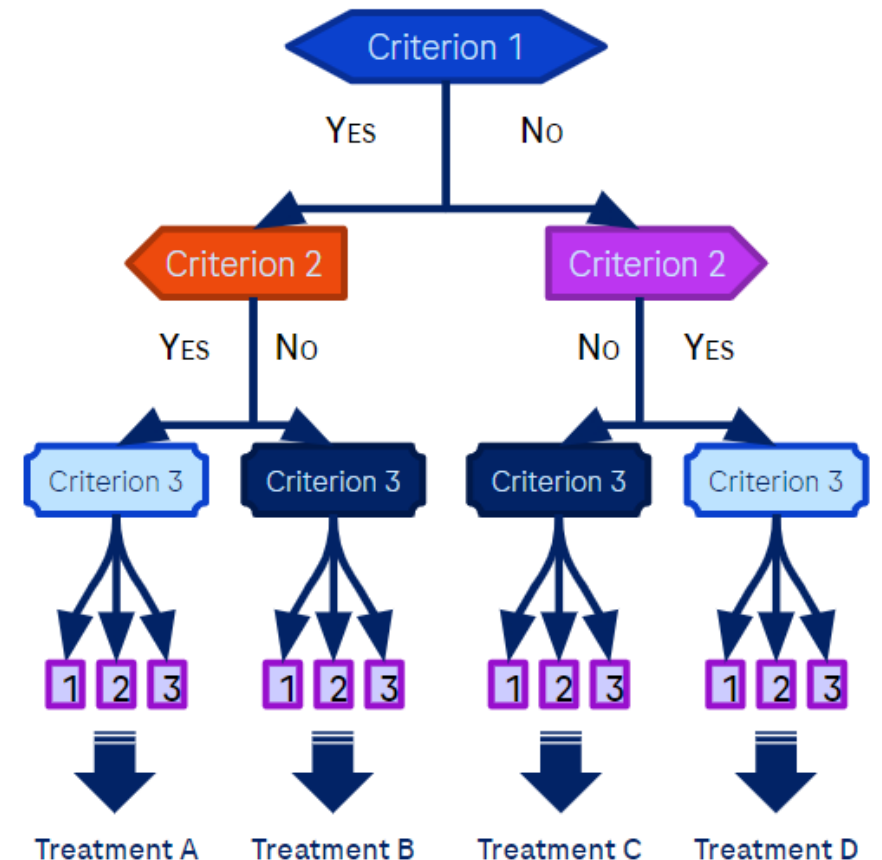 Criterion 1
YES NO
Criterion 2 Criterion 2
YES NO NO YES
Criterion 3 Criterion 3 Criterion 3 Criterion 3
1 2 3 1 2 3 1 2 3 1 2 3
Treatment A Treatment B Treatment C Treatment D